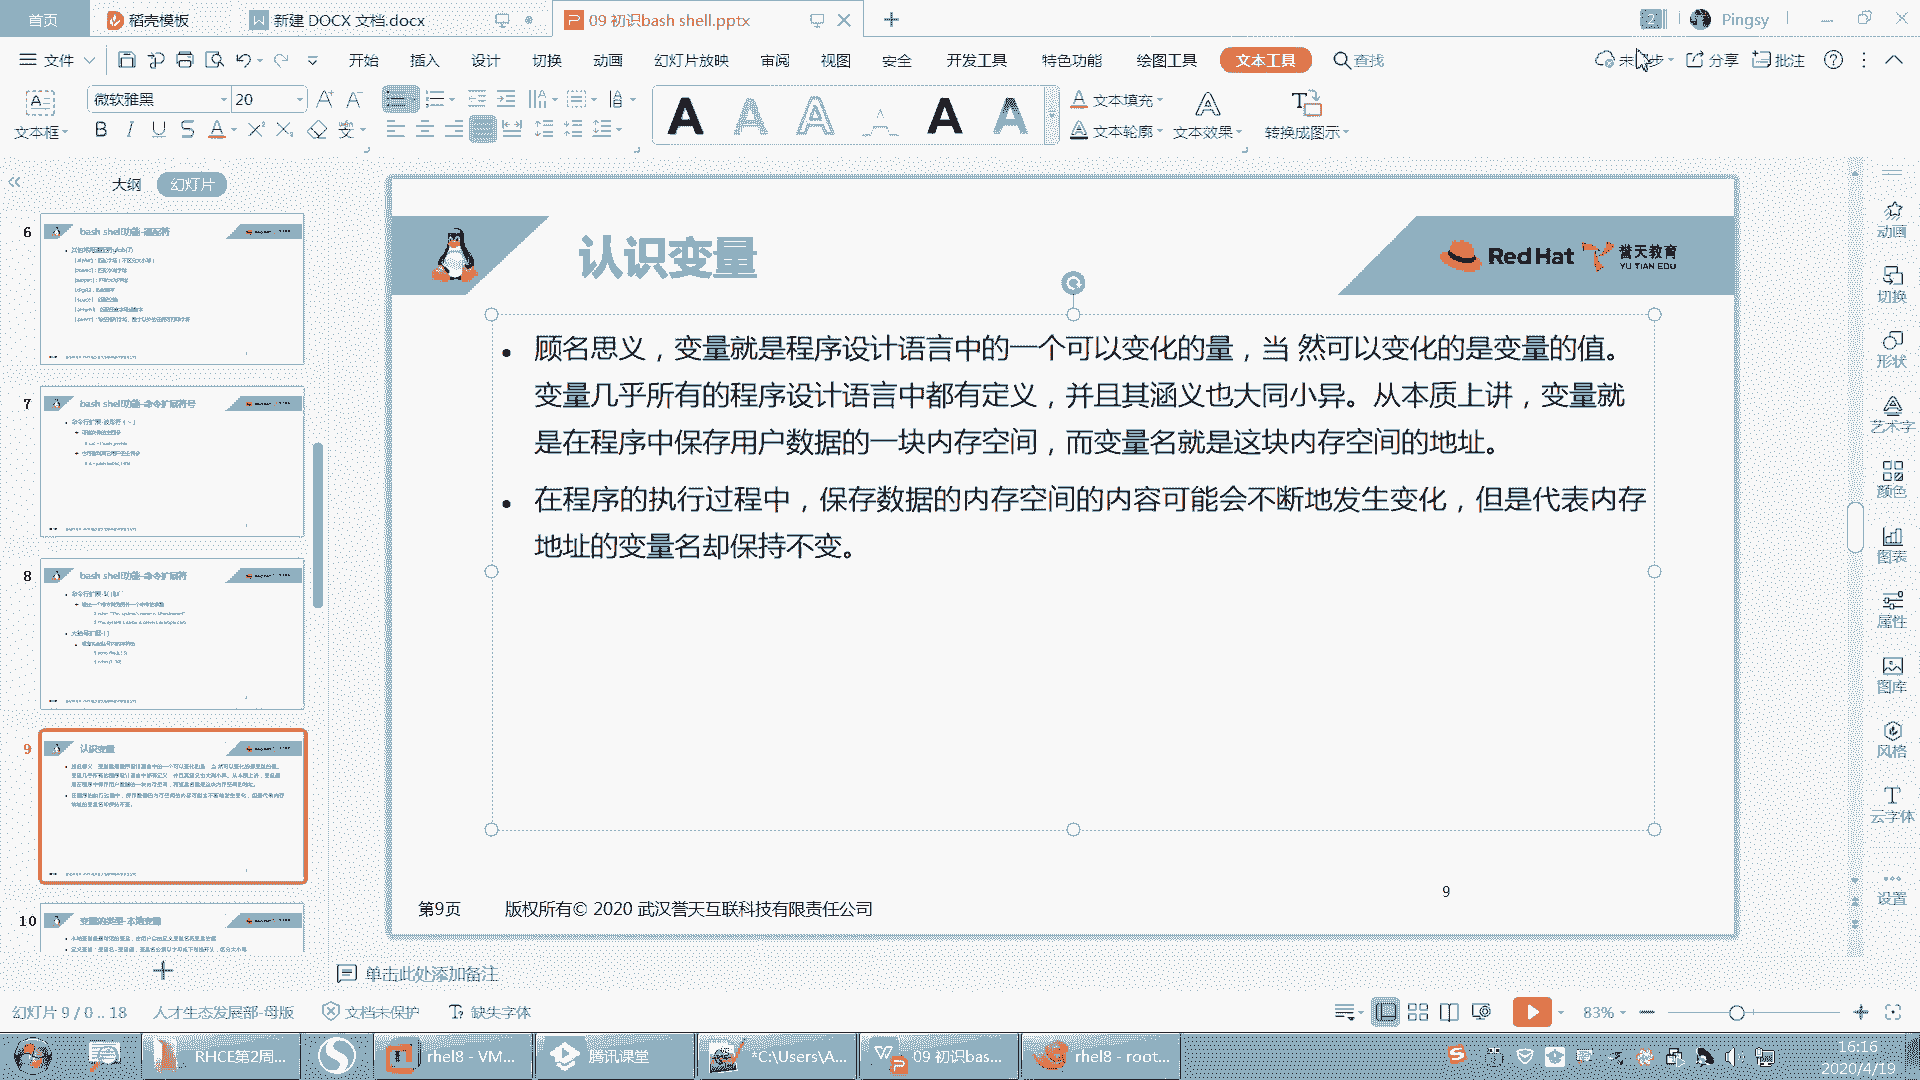 首页
稻壳模板
新建 DOCX 文档.docx
09 初识bash shell.pptx
2
Pingsy
文件
开始
插入
设计
切换
动画
幻灯片放映
审阅
视图
安全
开发工具
特色功能
绘图工具
文本工具
查找
分享
批注
文本框
微软雅黑
20
文本填充
文本轮廓
文本效果
转换成图示
大纲
幻灯片
6
bash shell功能-通配符
7
bash shell功能-命令扩展符号
8
bash shell功能-命令扩展符
9
认识变量
10
变量的类型-本地变量
认识变量
Red Hat
誉天教育
YU TIAN EDU
• 顾名思义，变量就是程序设计语言中的一个可以变化的量，当 然可以变化的是变量的值。
变量几乎所有的程序设计语言中都有定义，并且其涵义也大同小异。从本质上讲，变量就
是在程序中保存用户数据的一块内存空间，而变量名就是这块内存空间的地址。
• 在程序的执行过程中，保存数据的内存空间的内容可能会不断地发生变化，但是代表内存
地址的变量名却保持不变。
9
第9页
版权所有© 2020 武汉誉天互联科技有限责任公司
单击此处添加备注
动画
切换
形状
艺术字
颜色
图表
属性
图库
风格
云字体
设置
幻灯片 9 / 0 .. 18
人才生态发展部-母版
文档未保护
缺失字体
83%
RHCE第2周...
rhel8 - VM...
腾讯课堂
*C:\Users\A...
09 初识bas...
rhel8 - root...
16:16
2020/4/19